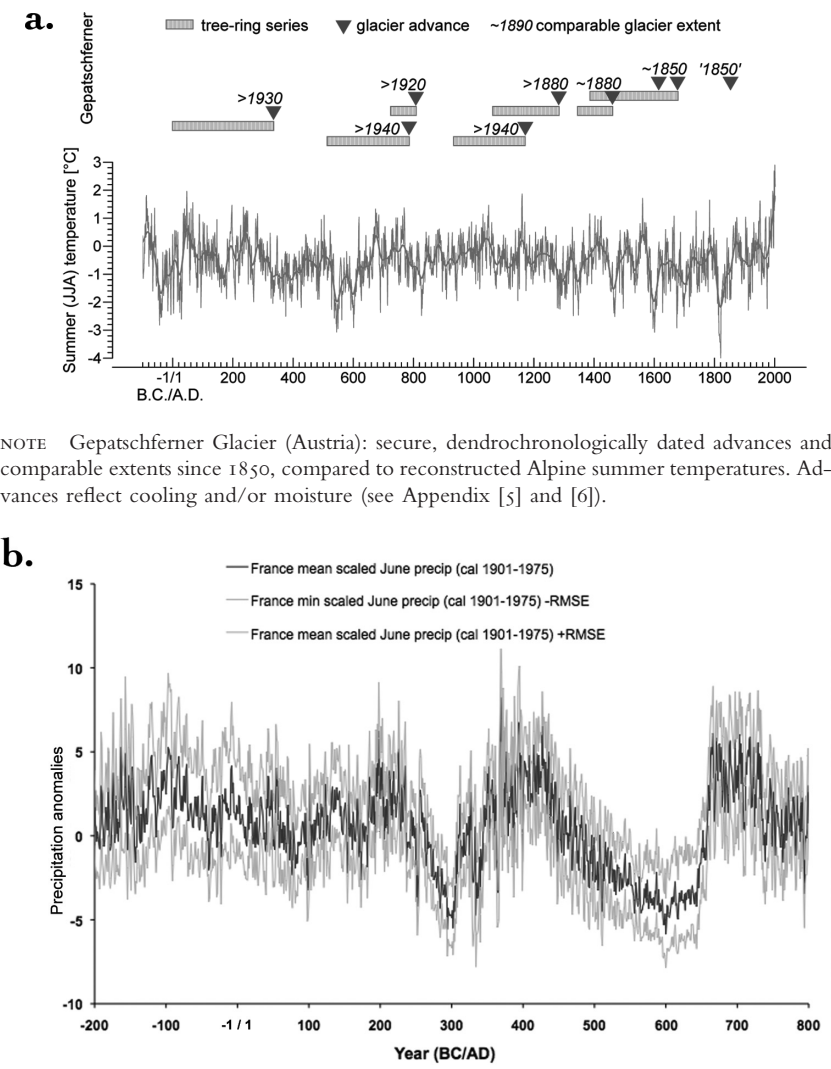 a.
Gepatschferner
tree-ring series
glacier advance
~1890 comparable glacier extent
>1930
>1940
>1920
>1940
>1880
~1880
~1850
'1850'
Summer (JJA) temperature [°C]
3
2
1
0
-1
-2
-3
-4
-1/1 200 400 600 800 1000 1200 1400 1600 1800 2000
B.C./A.D.
NOTE Gepatschferner Glacier (Austria): secure, dendrochronologically dated advances and
comparable extents since 1850, compared to reconstructed Alpine summer temperatures. Ad-
vances reflect cooling and/or moisture (see Appendix [5] and [6]).
b.
France mean scaled June precip (cal 1901-1975)
France min scaled June precip (cal 1901-1975) -RMSE
France mean scaled June precip (cal 1901-1975) +RMSE
Precipitation anomalies
15
10
5
0
-5
-10
-200 -100 -1 / 1 100 200 300 400 500 600 700 800
Year (BC/AD)